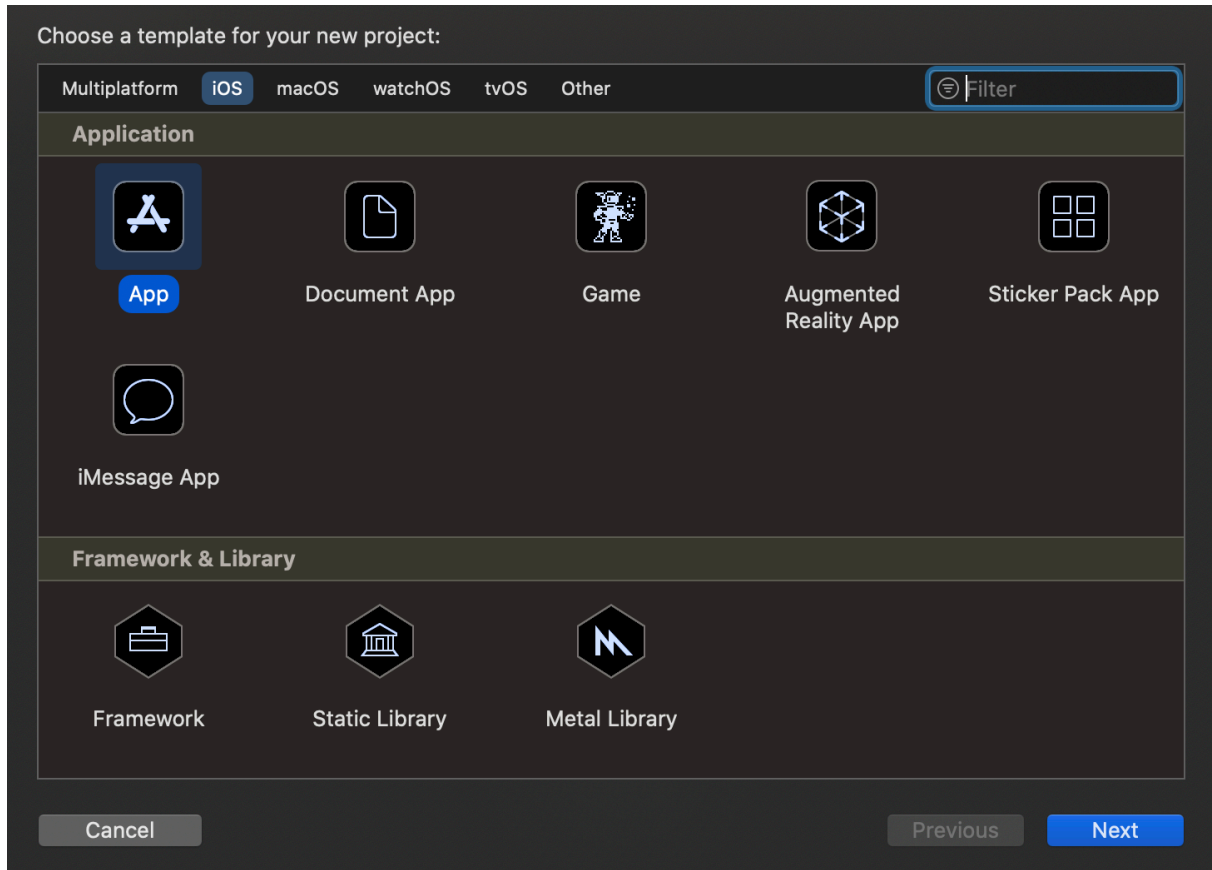 Choose a template for your new project:
Multiplatform iOS macOS watchOS tvOS Other Filter
Application
App Document App Game Augmented Reality App Sticker Pack App
iMessage App
Framework & Library
Framework Static Library Metal Library
Cancel Previous Next